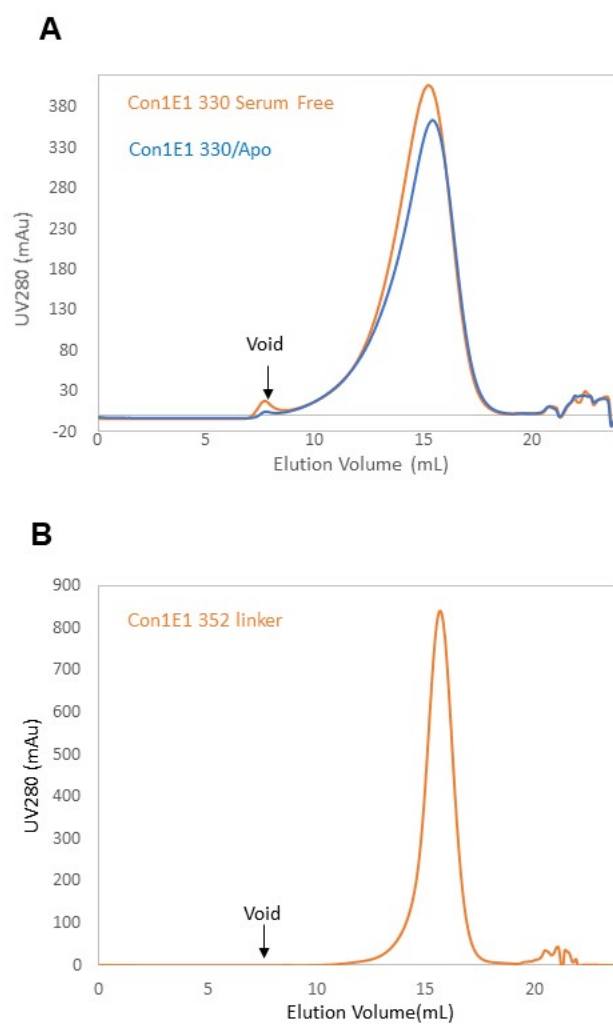 A
Con1E1 330 Serum Free
Con1E1 330/Apo
UV280 (mAu)
380
330
280
230
180
130
80
30
-20
Void
0 5 10 15 20
Elution Volume (mL)
B
Con1E1 352 linker
UV280 (mAu)
900
800
700
600
500
400
300
200
100
0
Void
0 5 10 15 20
Elution Volume(mL)